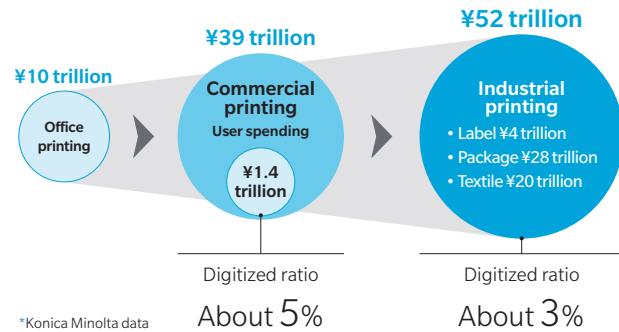 ¥10 trillion
Office
printing
¥39 trillion
Commercial
printing
User spending
¥1.4
trillion
Digitized ratio
About 5%
¥52 trillion
Industrial
printing
• Label ¥4 trillion
• Package ¥28 trillion
• Textile ¥20 trillion
Digitized ratio
About 3%
*Konica Minolta data